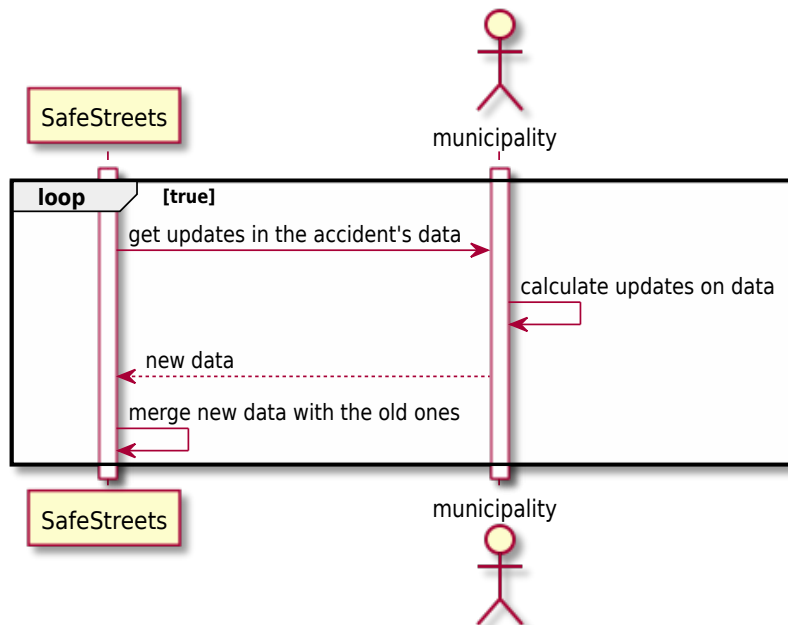 SafeStreets
municipality
loop [true]
get updates in the accident's data
calculate updates on data
new data
merge new data with the old ones
SafeStreets
municipality